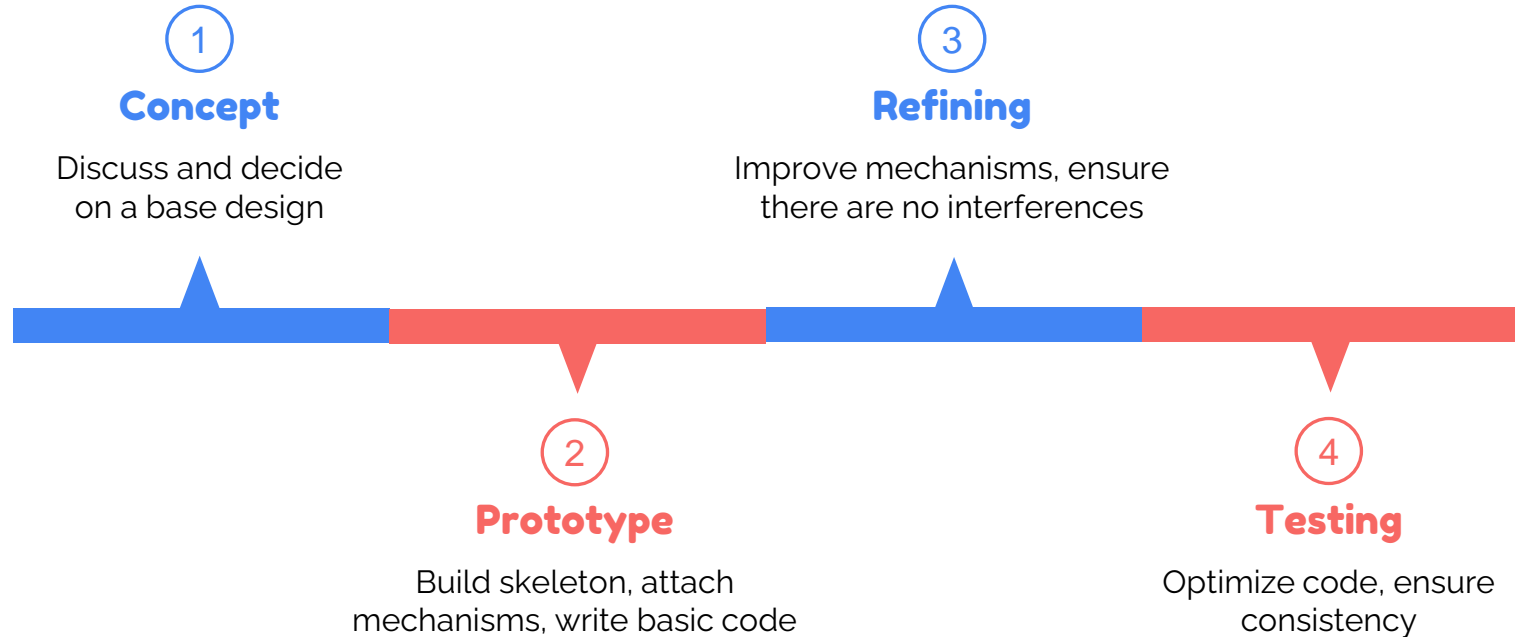 1
Concept
Discuss and decide
on a base design
2
Prototype
Build skeleton, attach
mechanisms, write basic code
3
Refining
Improve mechanisms, ensure
there are no interferences
4
Testing
Optimize code, ensure
consistency